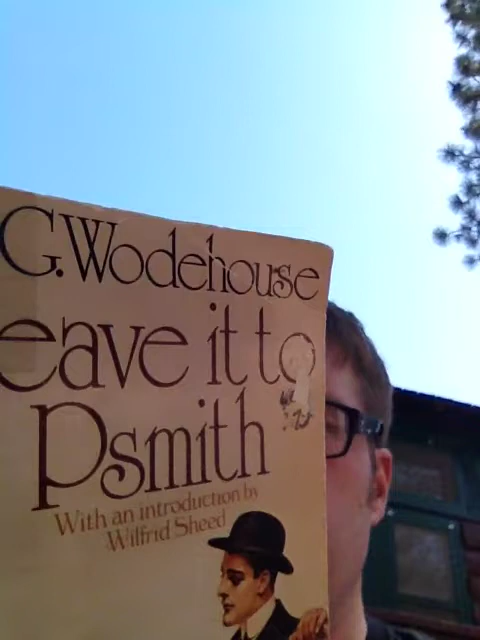 G. Wodehouse
eave it to
Psmith
With an introduction by
Wilfrid Sheed